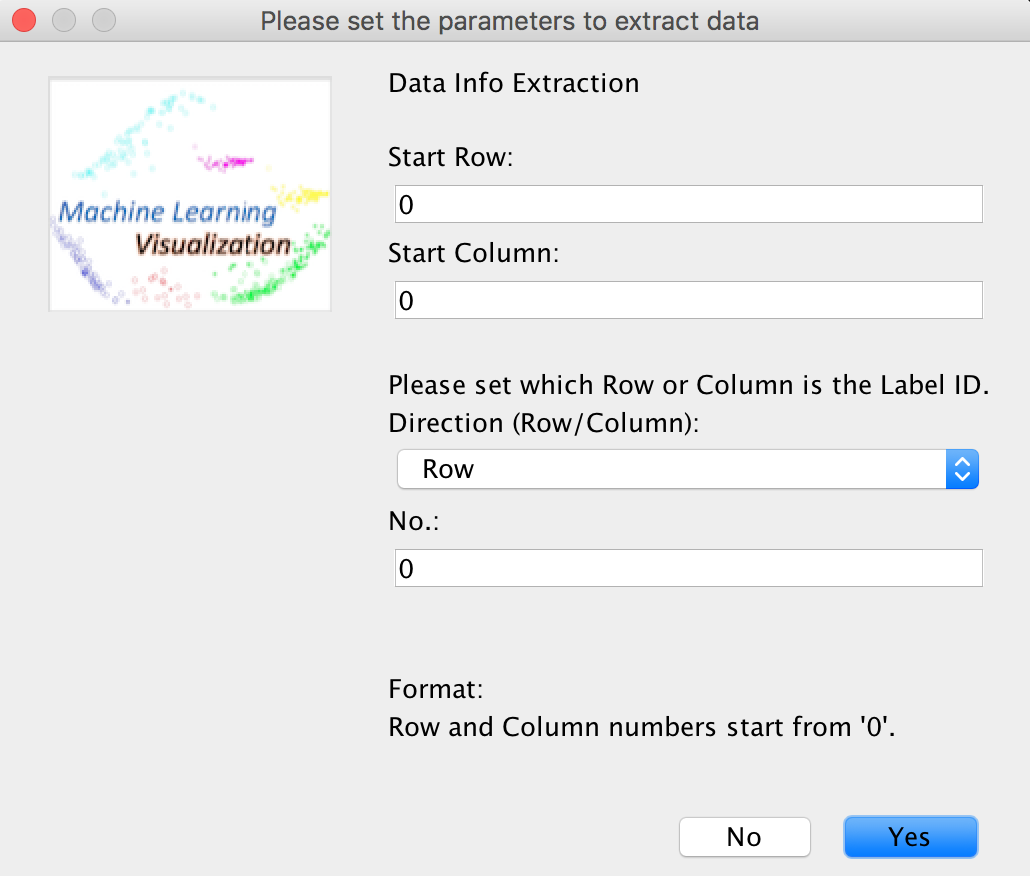 Please set the parameters to extract data
Machine Learning
Visualization
Data Info Extraction
Start Row:
0
Start Column:
0
Please set which Row or Column is the Label ID.
Direction (Row/Column):
Row
No.:
0
Format:
Row and Column numbers start from '0'.
No
Yes